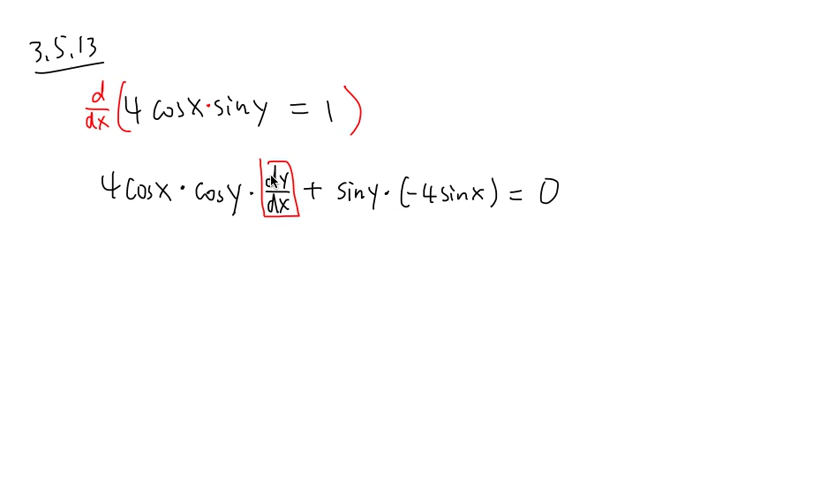 3.5.13
d/dx (4 cosx · siny = 1)
4cosx · cosy · dy/dx + siny · (-4sinx) = 0